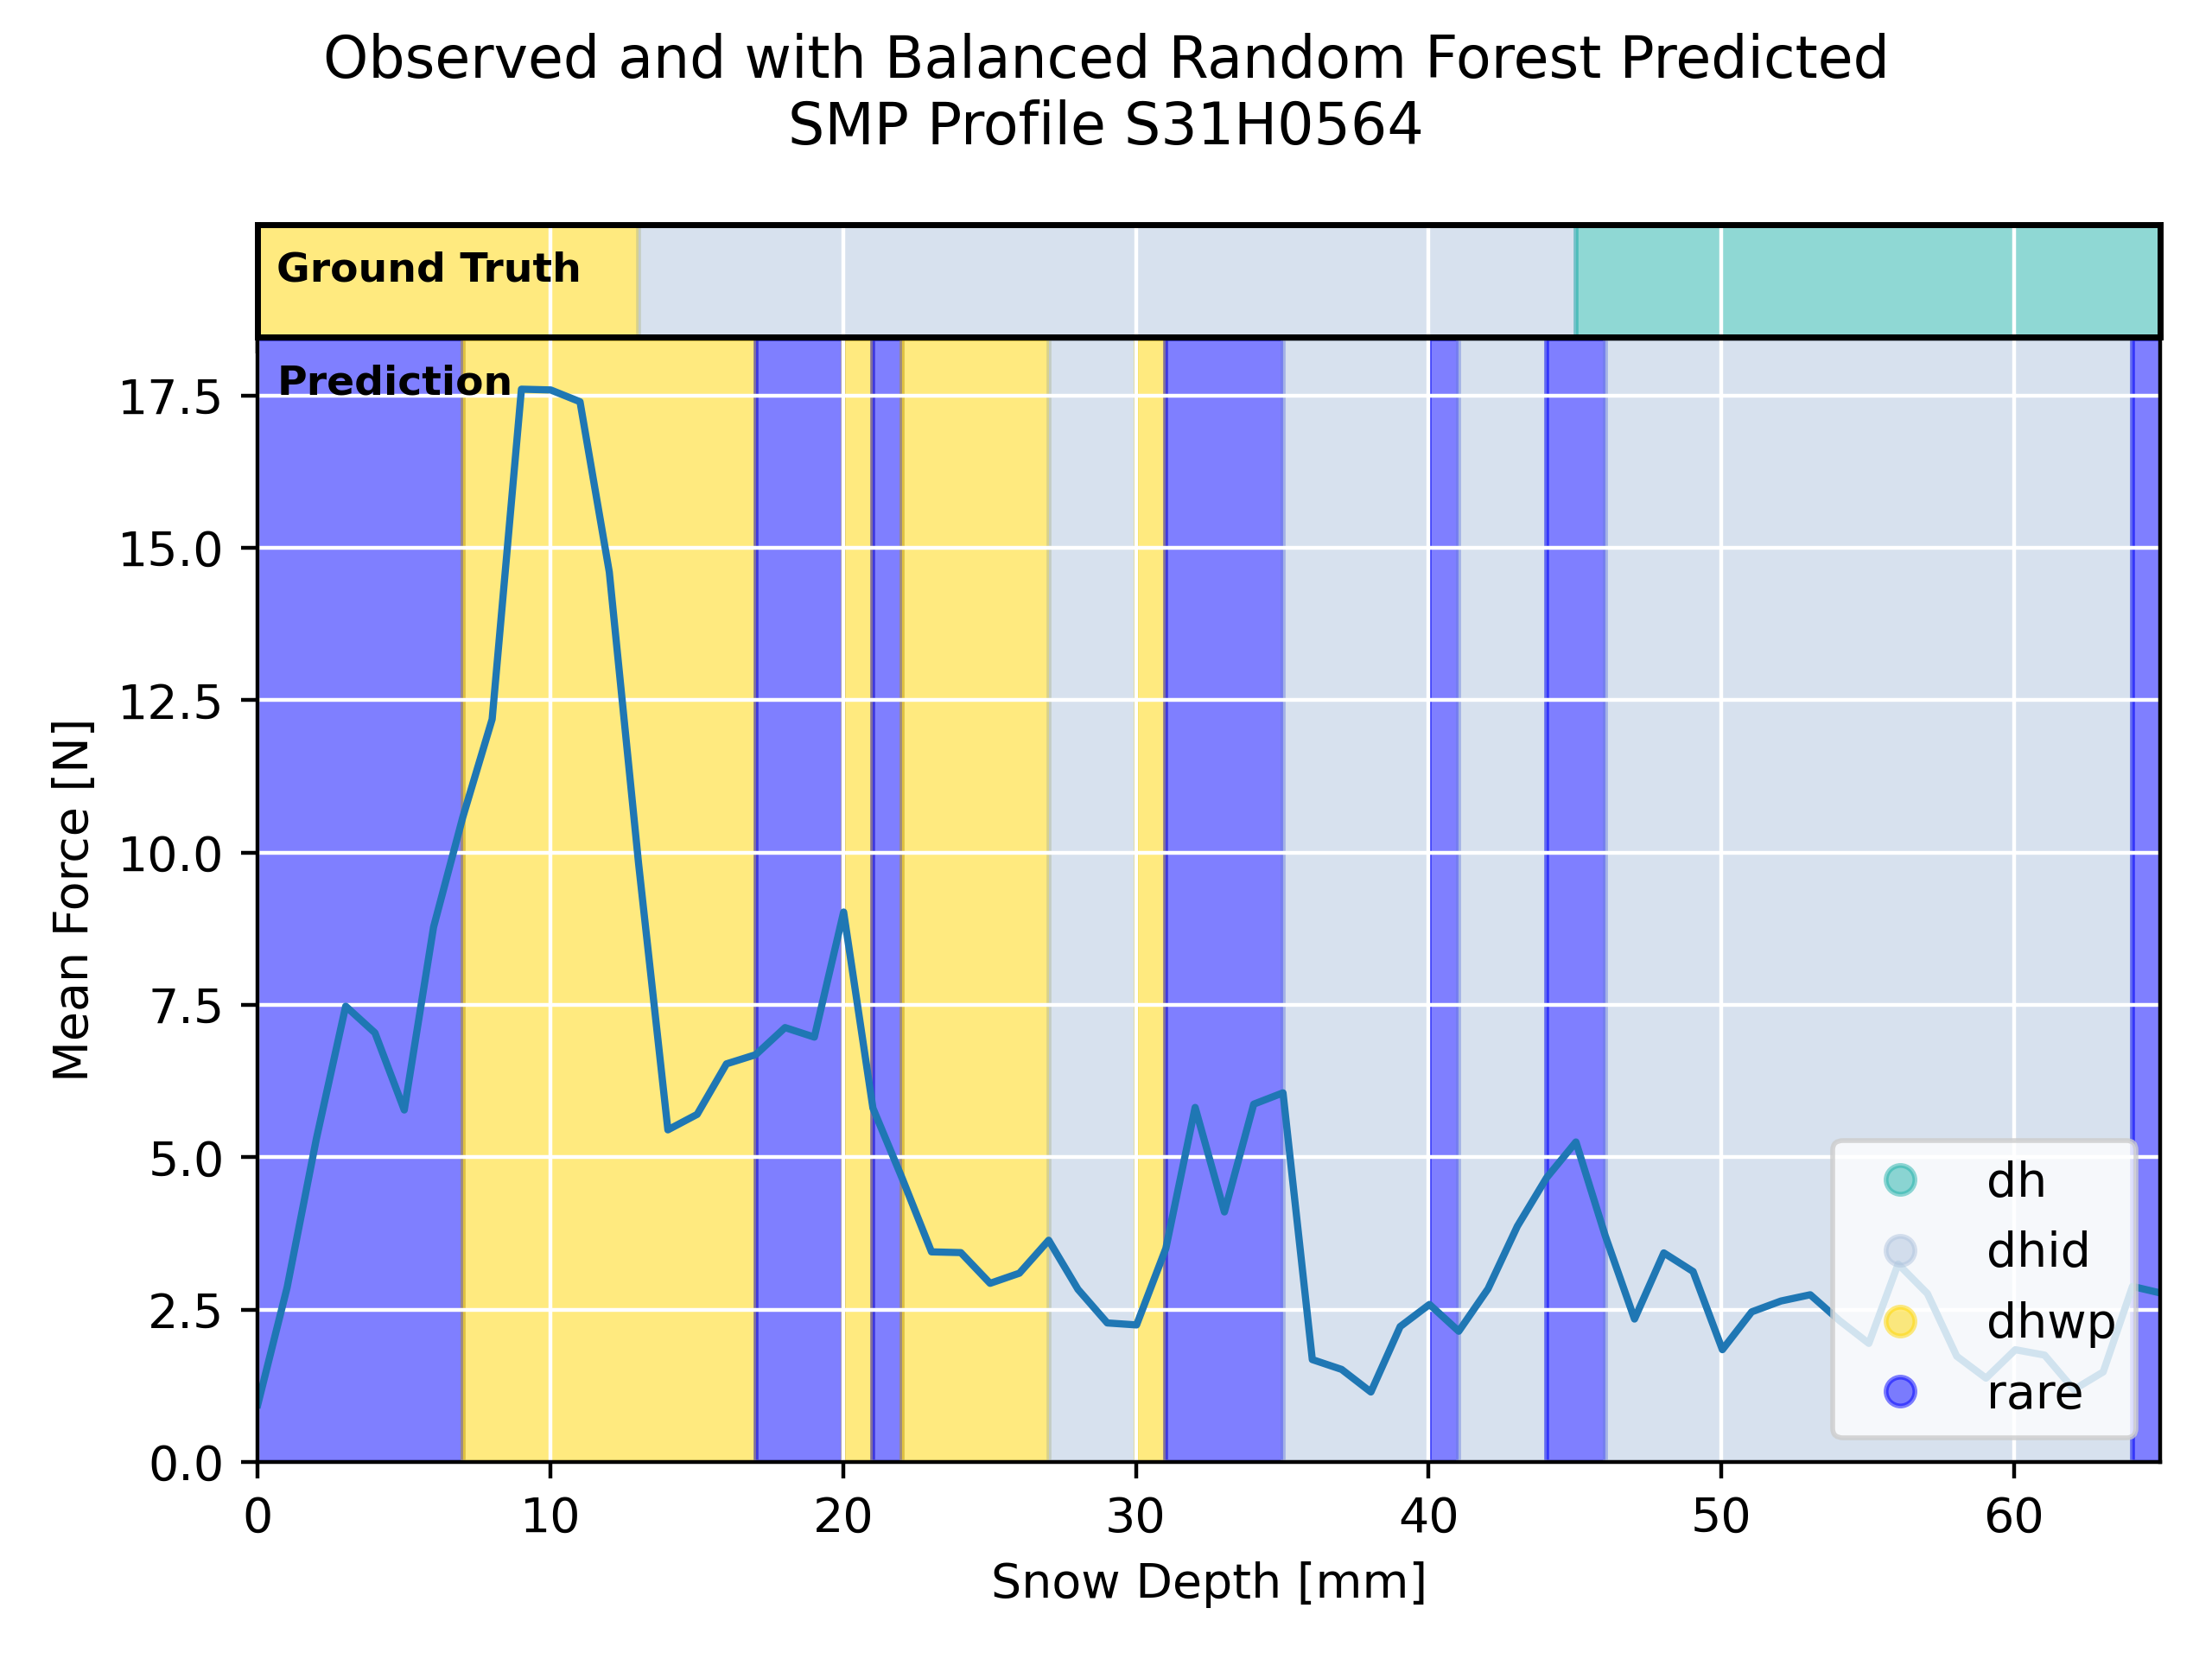 Observed and with Balanced Random Forest Predicted
SMP Profile S31H0564
Ground Truth
Prediction
17.5
15.0
12.5
10.0
7.5
5.0
2.5
0.0
Mean Force [N]
dh
dhid
dhwp
rare
0 10 20 30 40 50 60
Snow Depth [mm]